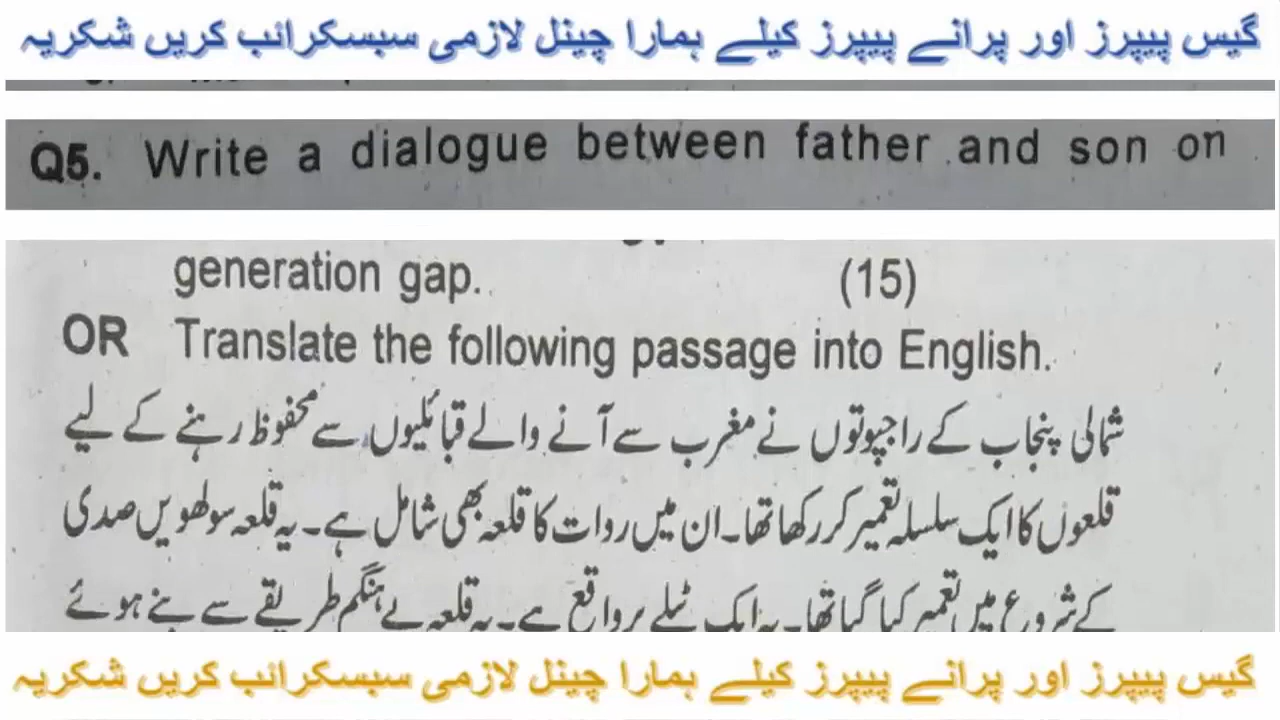 گیس پیپرز اور پرانے پیپرز کیلے ہمارا چینل لازمی سبسکرائب کریں شکریہ
Q5. Write a dialogue between father and son on
generation gap. (15)
OR Translate the following passage into English.
شمالی پنجاب کے راجپوتوں نے مغرب سے آنے والے قبائلیوں سے محفوظ رہنے کے لیے
قلعوں کا ایک سلسلہ تعمیر کر رکھا تھا۔ ان میں روات کا قلعہ بھی شامل ہے۔ یہ قلعہ سولھویں صدی
کے شروع میں تعمیر کیا گیا تھا۔ یہ ایک ٹیلے پر واقع ہے۔ یہ قلعہ بے ہنگم طریقے سے بنے ہوئے
گیس پیپرز اور پرانے پیپرز کیلے ہمارا چینل لازمی سبسکرائب کریں شکریہ